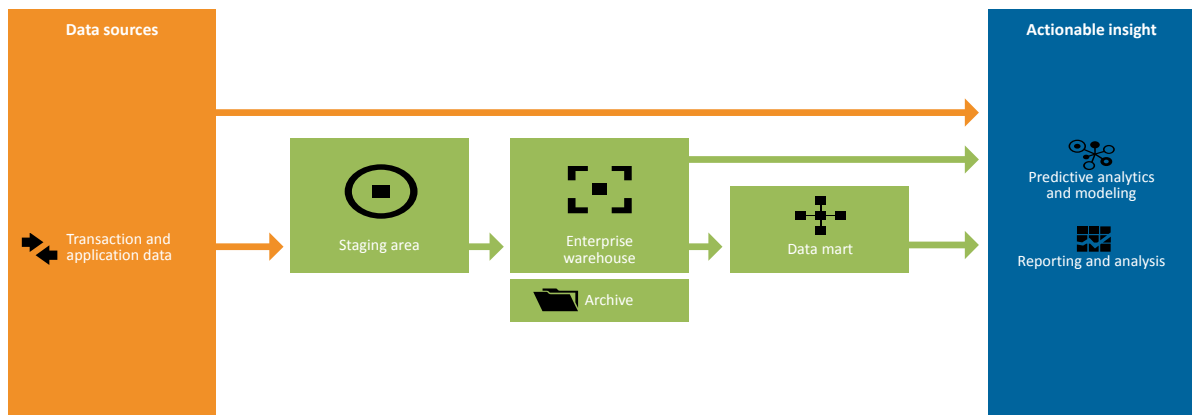 Data sources
Transaction and
application data
Staging area
Enterprise
warehouse
Archive
Data mart
Actionable insight
Predictive analytics
and modeling
Reporting and analysis